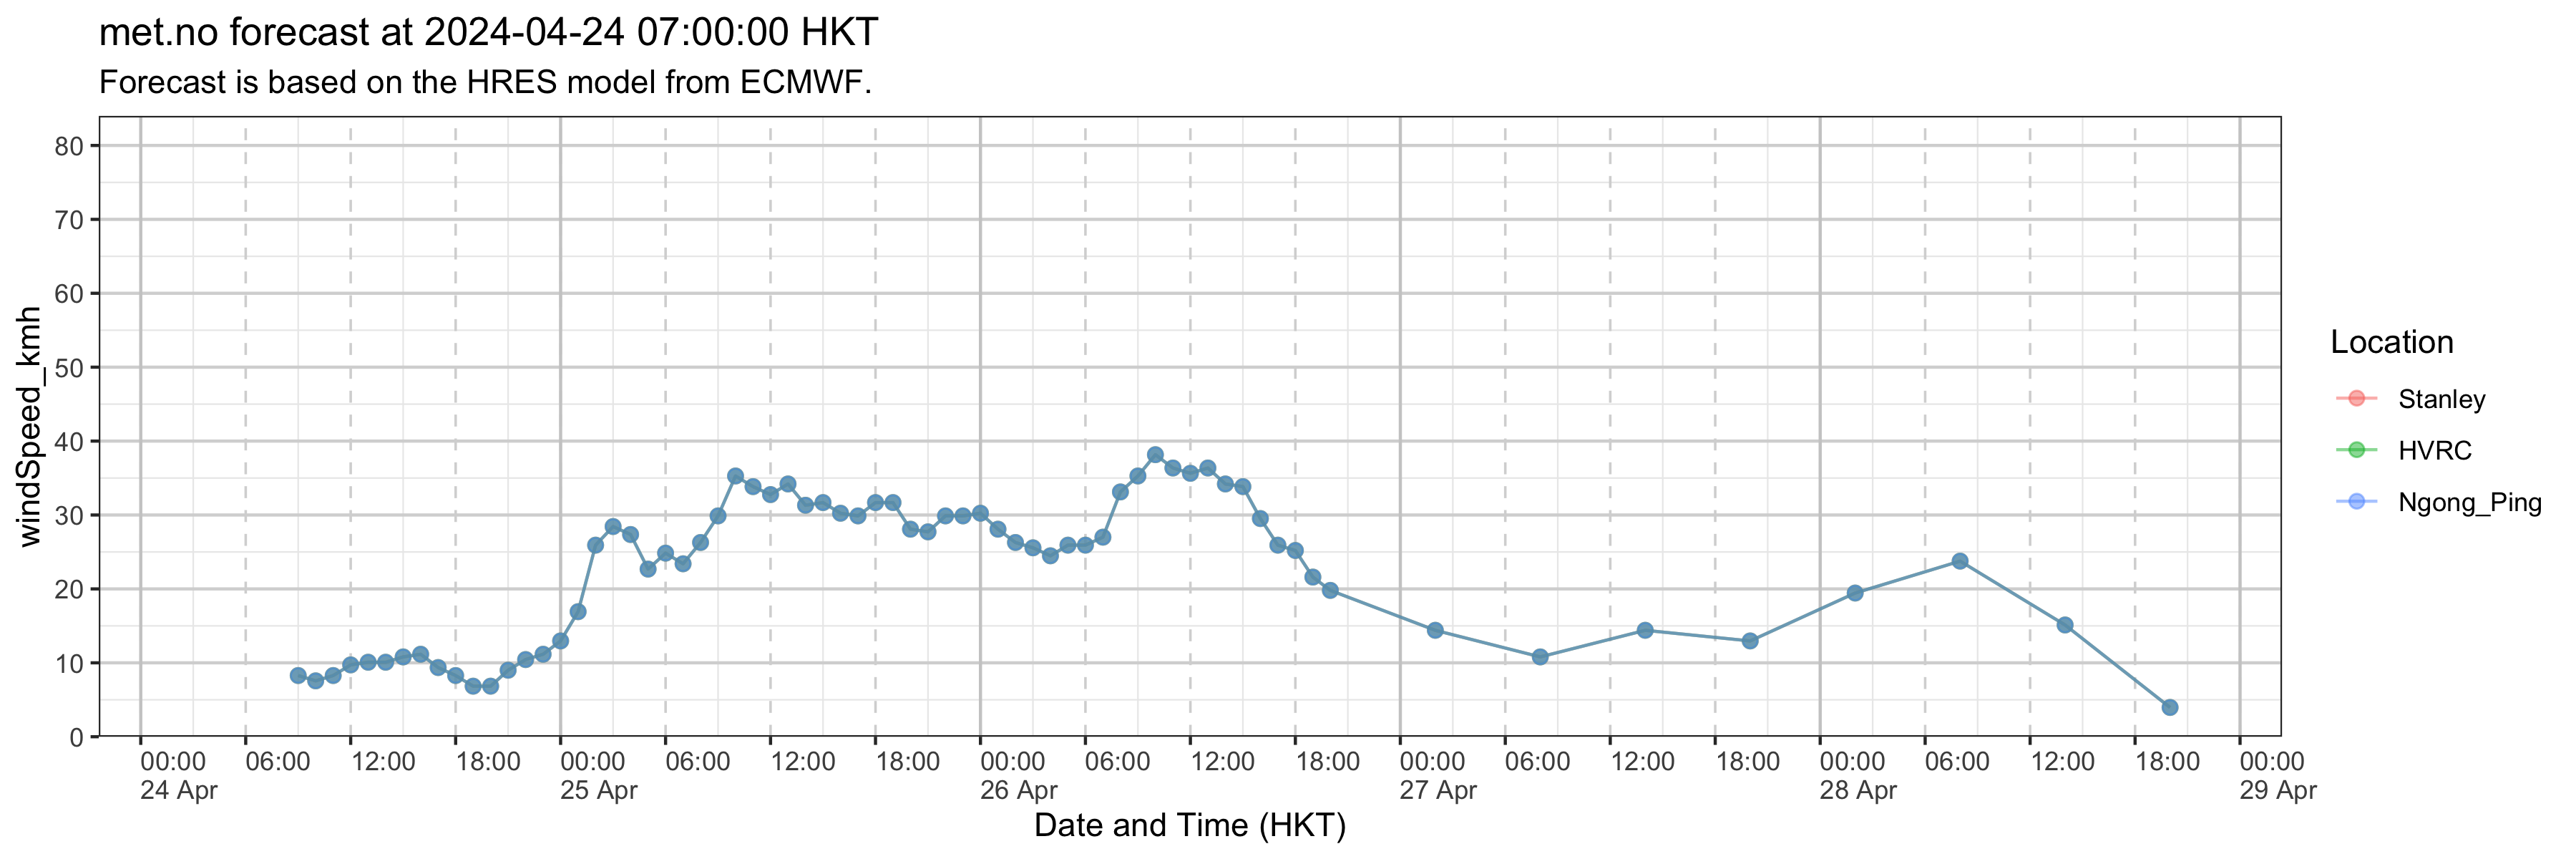 met.no forecast at 2024-04-24 07:00:00 HKT
Forecast is based on the HRES model from ECMWF.
windSpeed_kmh
80
70
60
50
40
30
20
10
0
00:00 06:00 12:00 18:00 00:00 06:00 12:00 18:00 00:00 06:00 12:00 18:00 00:00 06:00 12:00 18:00 00:00 06:00 12:00 18:00 00:00
24 Apr 25 Apr 26 Apr 27 Apr 28 Apr 29 Apr
Date and Time (HKT)
Location
Stanley
HVRC
Ngong_Ping